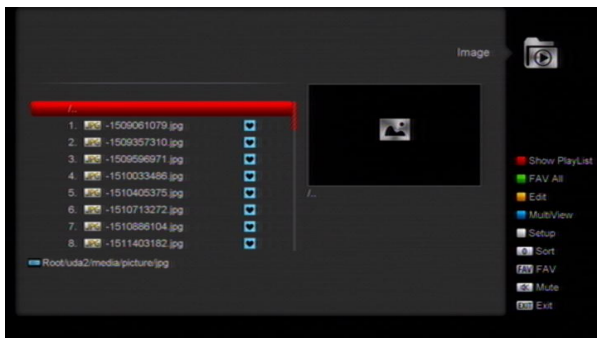 Image
/..
1. -1509061079.jpg
2. -1509357310.jpg
3. -1509596971.jpg
4. -1510033486.jpg
5. -1510405375.jpg
6. -1510713272.jpg
7. -1510886104.jpg
8. -1511403182.jpg
/..
Root/uda2/media/picture/jpg
Show PlayList
FAV All
Edit
MultiView
Setup
0 Sort
FAV FAV
Mute
EXIT Exit